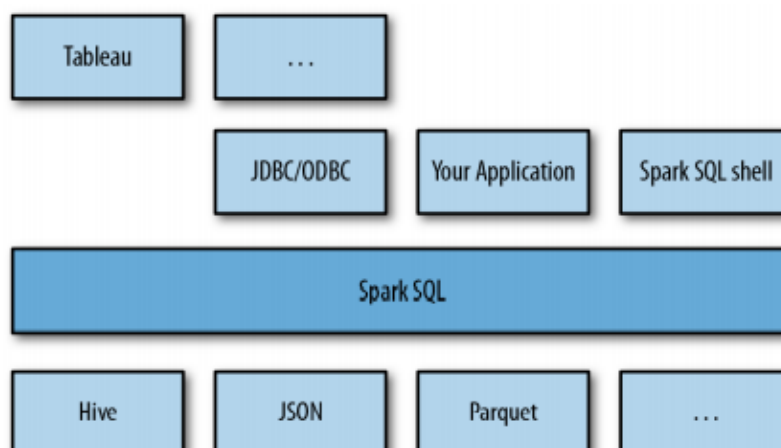 Tableau
...
JDBC/ODBC
Your Application
Spark SQL shell
Spark SQL
Hive
JSON
Parquet
...